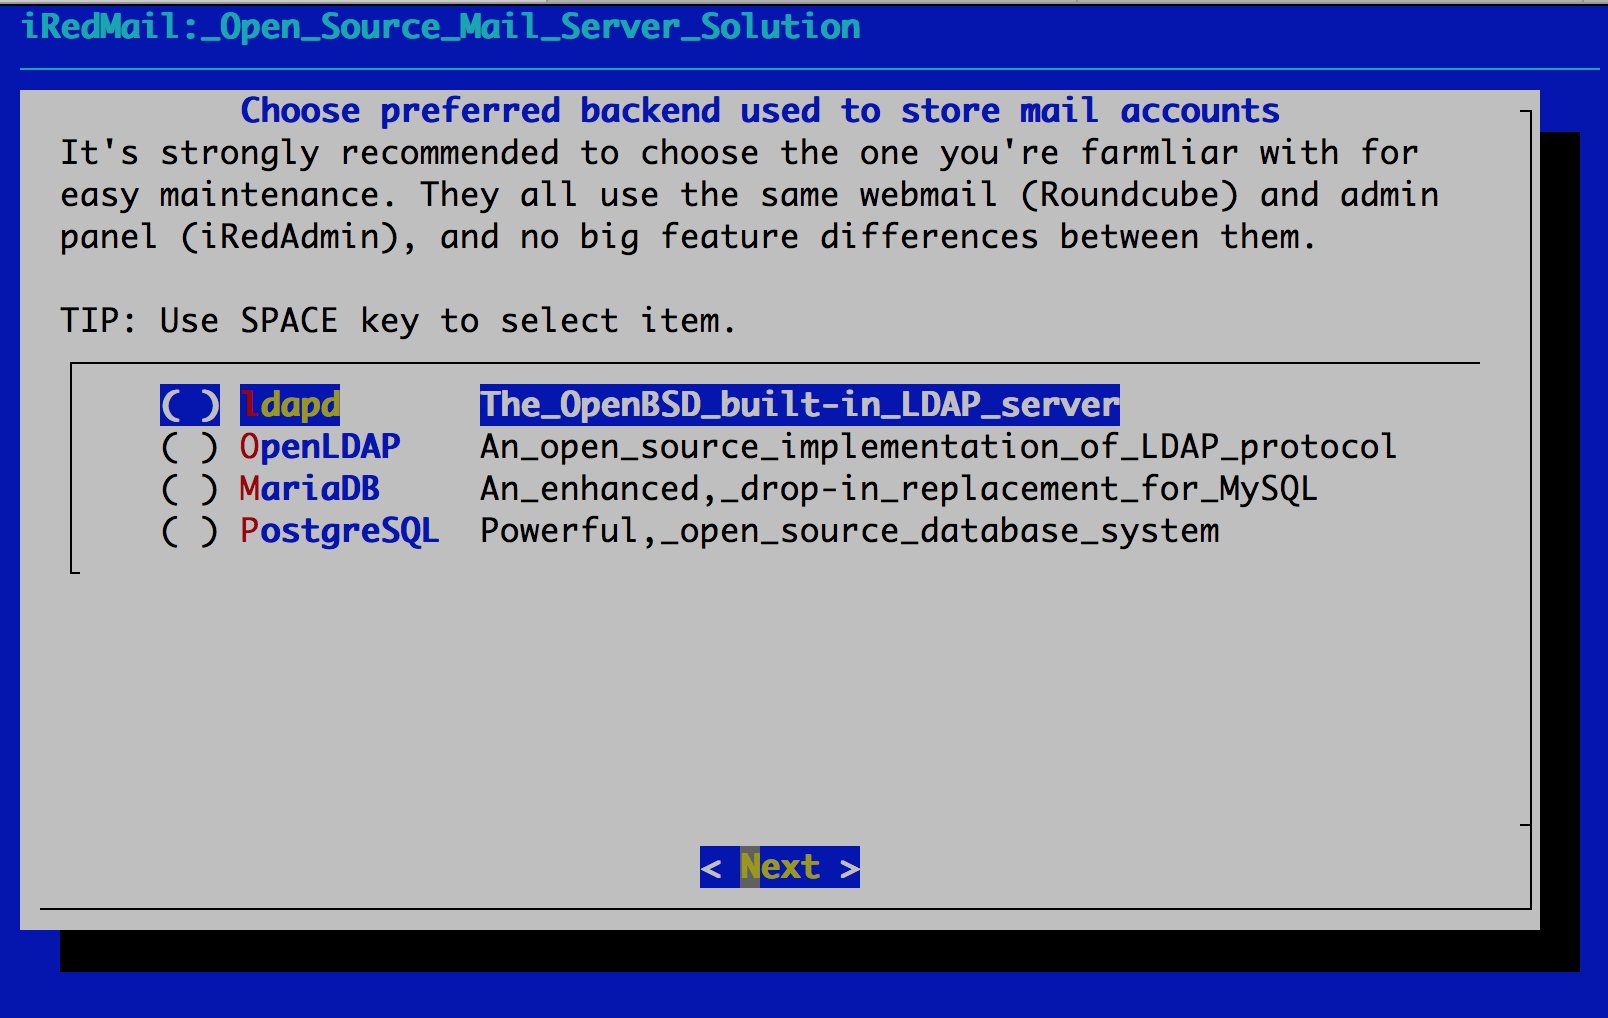 iRedMail:_Open_Source_Mail_Server_Solution
Choose preferred backend used to store mail accounts
It's strongly recommended to choose the one you're farmliar with for
easy maintenance. They all use the same webmail (Roundcube) and admin
panel (iRedAdmin), and no big feature differences between them.
TIP: Use SPACE key to select item.
( ) ldapd The_OpenBSD_built-in_LDAP_server
( ) OpenLDAP An_open_source_implementation_of_LDAP_protocol
( ) MariaDB An_enhanced,_drop-in_replacement_for_MySQL
( ) PostgreSQL Powerful,_open_source_database_system
< Next >